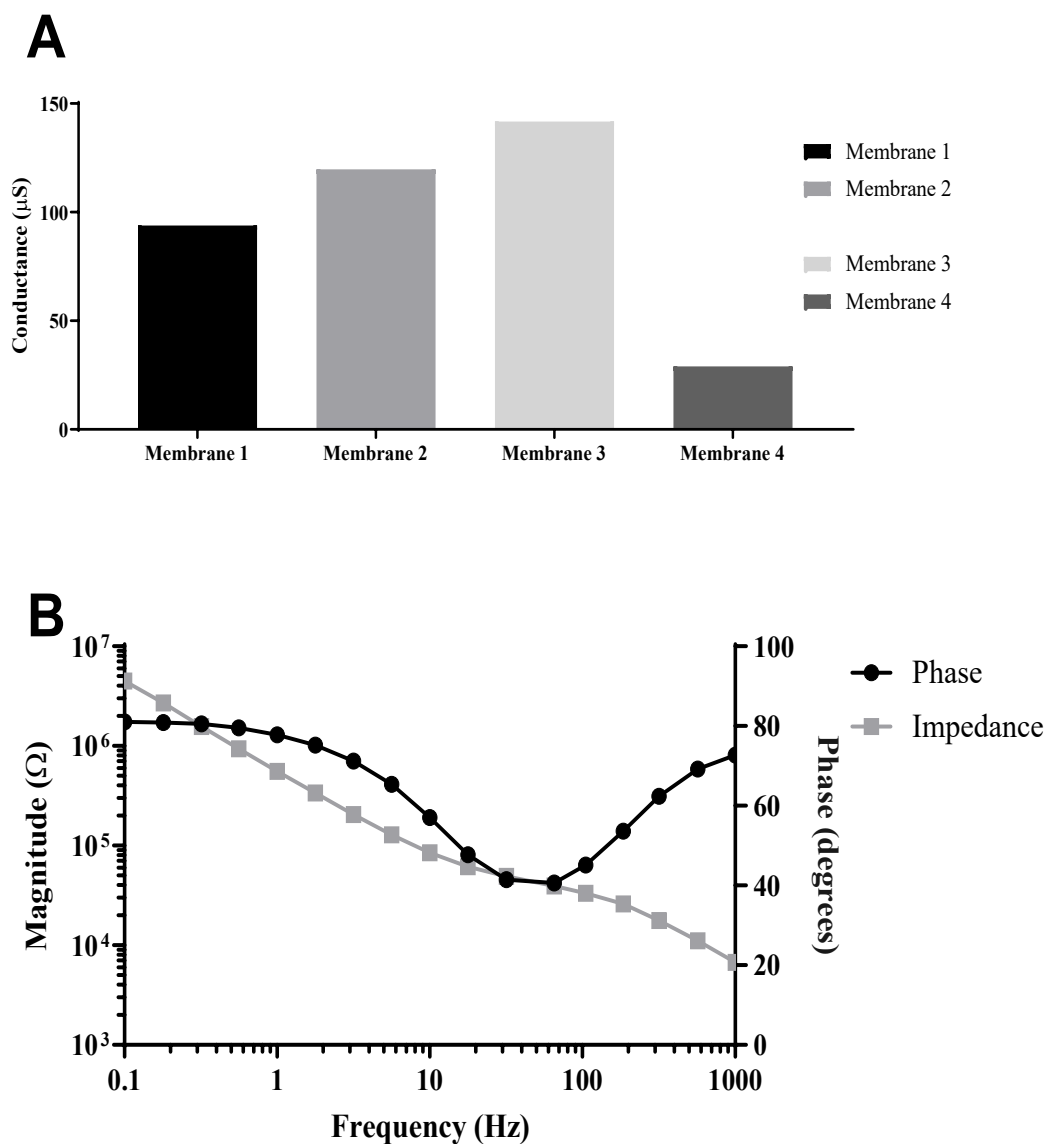 A
150
100
50
0
Conductance (µS)
Membrane 1
Membrane 2
Membrane 3
Membrane 4
Membrane 1
Membrane 2
Membrane 3
Membrane 4
B
10⁷
10⁶
10⁵
10⁴
10³
Magnitude (Ω)
100
80
60
40
20
0
Phase (degrees)
Phase
Impedance
0.1
1
10
100
1000
Frequency (Hz)